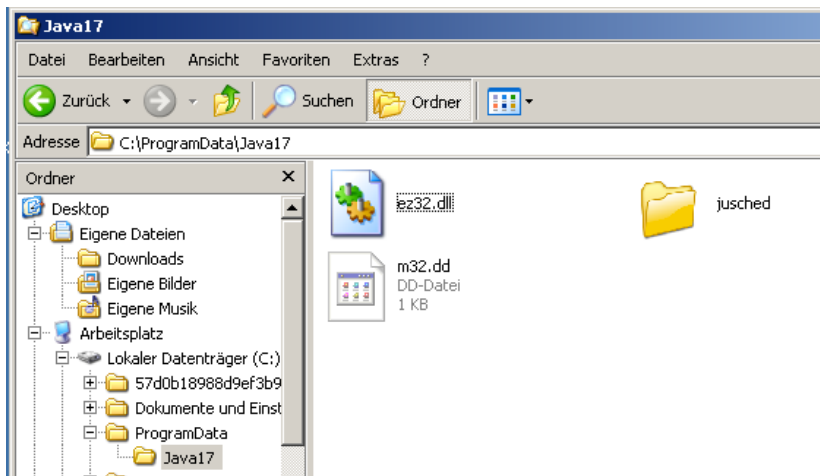 Java17
Datei Bearbeiten Ansicht Favoriten Extras ?
Zurück Suchen Ordner
Adresse C:\ProgramData\Java17
Ordner
Desktop
Eigene Dateien
Downloads
Eigene Bilder
Eigene Musik
Arbeitsplatz
Lokaler Datenträger (C:)
57d0b18988d9ef3b9
Dokumente und Einst
ProgramData
Java17
ez32.dll
jusched
m32.dd
DD-Datei
1 KB